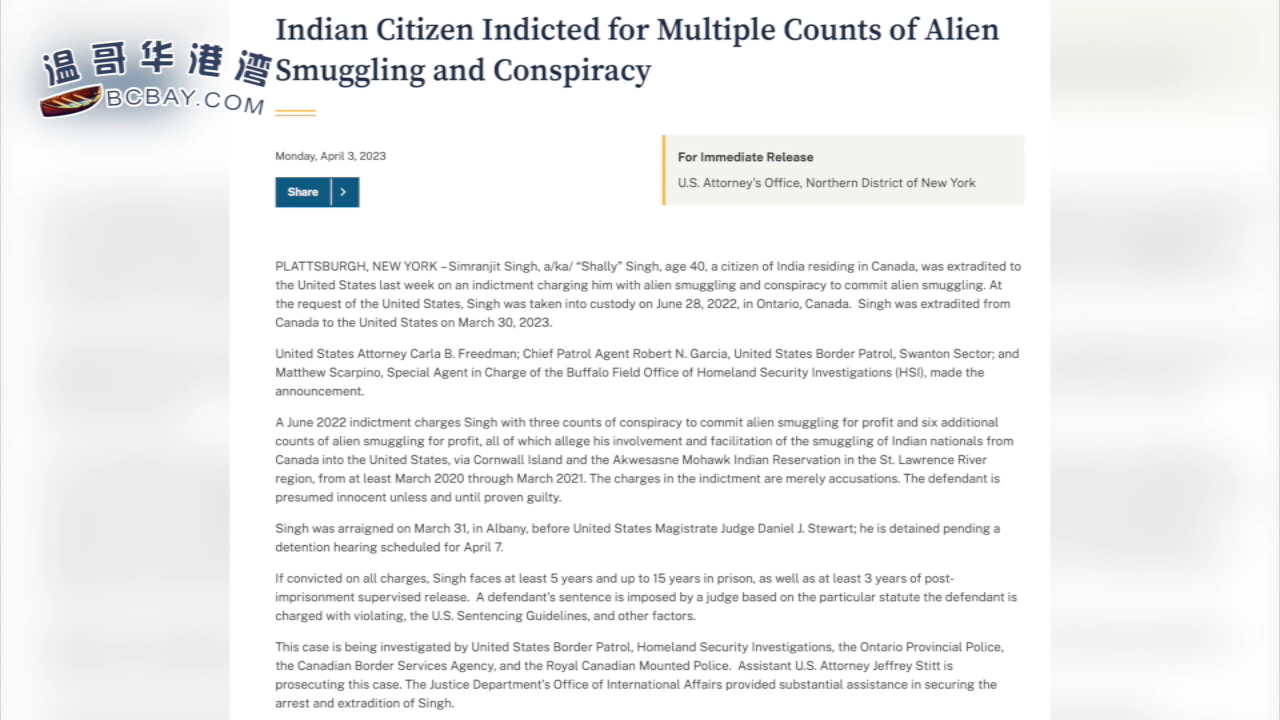 Indian Citizen Indicted for Multiple Counts of Alien
Smuggling and Conspiracy
温哥华港湾
BCBAY.COM
Monday, April 3, 2023
Share >
For Immediate Release
U.S. Attorney's Office, Northern District of New York
PLATTSBURGH, NEW YORK – Simranjit Singh, a/ka/ “Shally” Singh, age 40, a citizen of India residing in Canada, was extradited to
the United States last week on an indictment charging him with alien smuggling and conspiracy to commit alien smuggling. At
the request of the United States, Singh was taken into custody on June 28, 2022, in Ontario, Canada. Singh was extradited from
Canada to the United States on March 30, 2023.
United States Attorney Carla B. Freedman; Chief Patrol Agent Robert N. Garcia, United States Border Patrol, Swanton Sector; and
Matthew Scarpino, Special Agent in Charge of the Buffalo Field Office of Homeland Security Investigations (HSI), made the
announcement.
A June 2022 indictment charges Singh with three counts of conspiracy to commit alien smuggling for profit and six additional
counts of alien smuggling for profit, all of which allege his involvement and facilitation of the smuggling of Indian nationals from
Canada into the United States, via Cornwall Island and the Akwesasne Mohawk Indian Reservation in the St. Lawrence River
region, from at least March 2020 through March 2021. The charges in the indictment are merely accusations. The defendant is
presumed innocent unless and until proven guilty.
Singh was arraigned on March 31, in Albany, before United States Magistrate Judge Daniel J. Stewart; he is detained pending a
detention hearing scheduled for April 7.
If convicted on all charges, Singh faces at least 5 years and up to 15 years in prison, as well as at least 3 years of post-
imprisonment supervised release. A defendant's sentence is imposed by a judge based on the particular statute the defendant is
charged with violating, the U.S. Sentencing Guidelines, and other factors.
This case is being investigated by United States Border Patrol, Homeland Security Investigations, the Ontario Provincial Police,
the Canadian Border Services Agency, and the Royal Canadian Mounted Police. Assistant U.S. Attorney Jeffrey Stitt is
prosecuting this case. The Justice Department's Office of International Affairs provided substantial assistance in securing the
arrest and extradition of Singh.